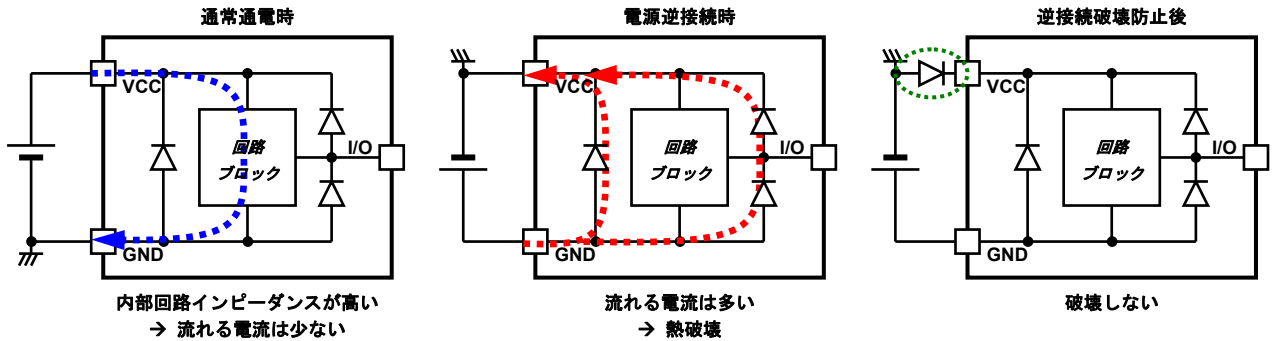 通常通電時
VCC
回路
ブロック
I/O
GND
内部回路インピーダンスが高い
→ 流れる電流は少ない
電源逆接続時
VCC
回路
ブロック
I/O
GND
流れる電流は多い
→ 熱破壊
逆接続破壊防止後
VCC
回路
ブロック
I/O
GND
破壊しない